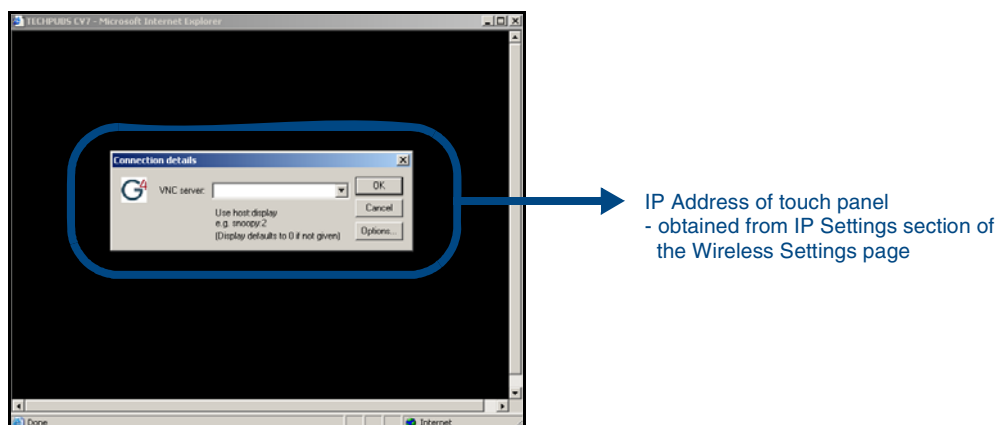 TECHPUBS CV7 - Microsoft Internet Explorer
Connection details
G4
VNC server:
OK
Use host:display
e.g. snoopy:2
(Display defaults to 0 if not given)
Cancel
Options...
IP Address of touch panel
- obtained from IP Settings section of
the Wireless Settings page
Done
Internet